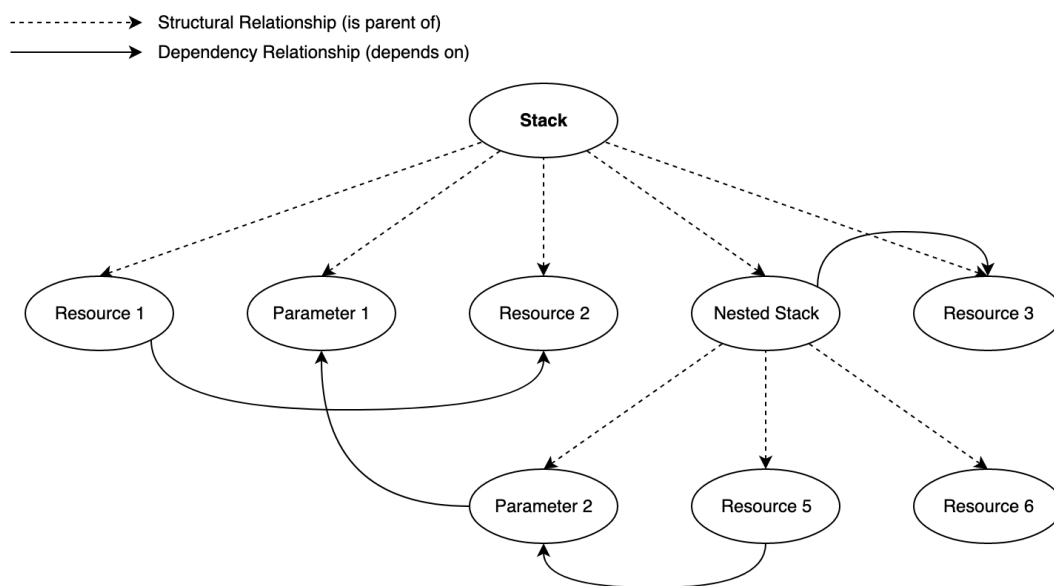 Structural Relationship (is parent of)
Dependency Relationship (depends on)
Stack
Resource 1
Parameter 1
Resource 2
Nested Stack
Resource 3
Parameter 2
Resource 5
Resource 6